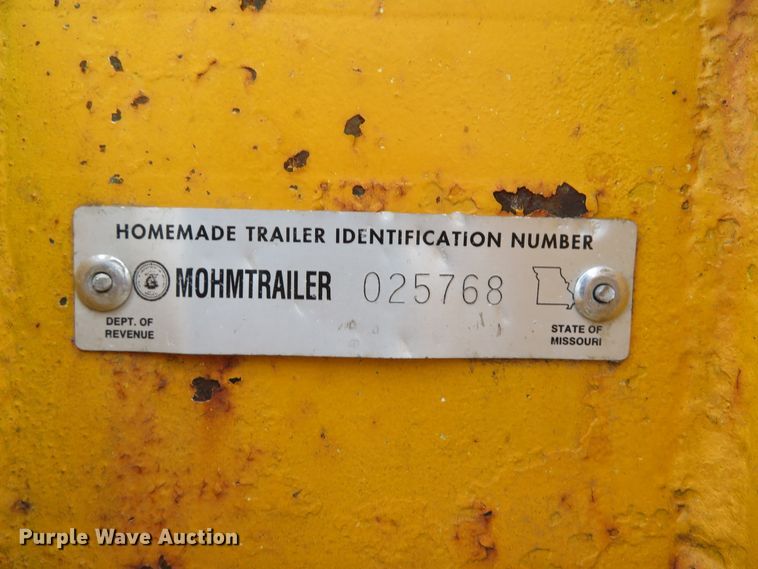 HOMEMADE TRAILER IDENTIFICATION NUMBER
MOHMTRAILER 025768
DEPT. OF
REVENUE
STATE OF
MISSOURI
Purple Wave Auction